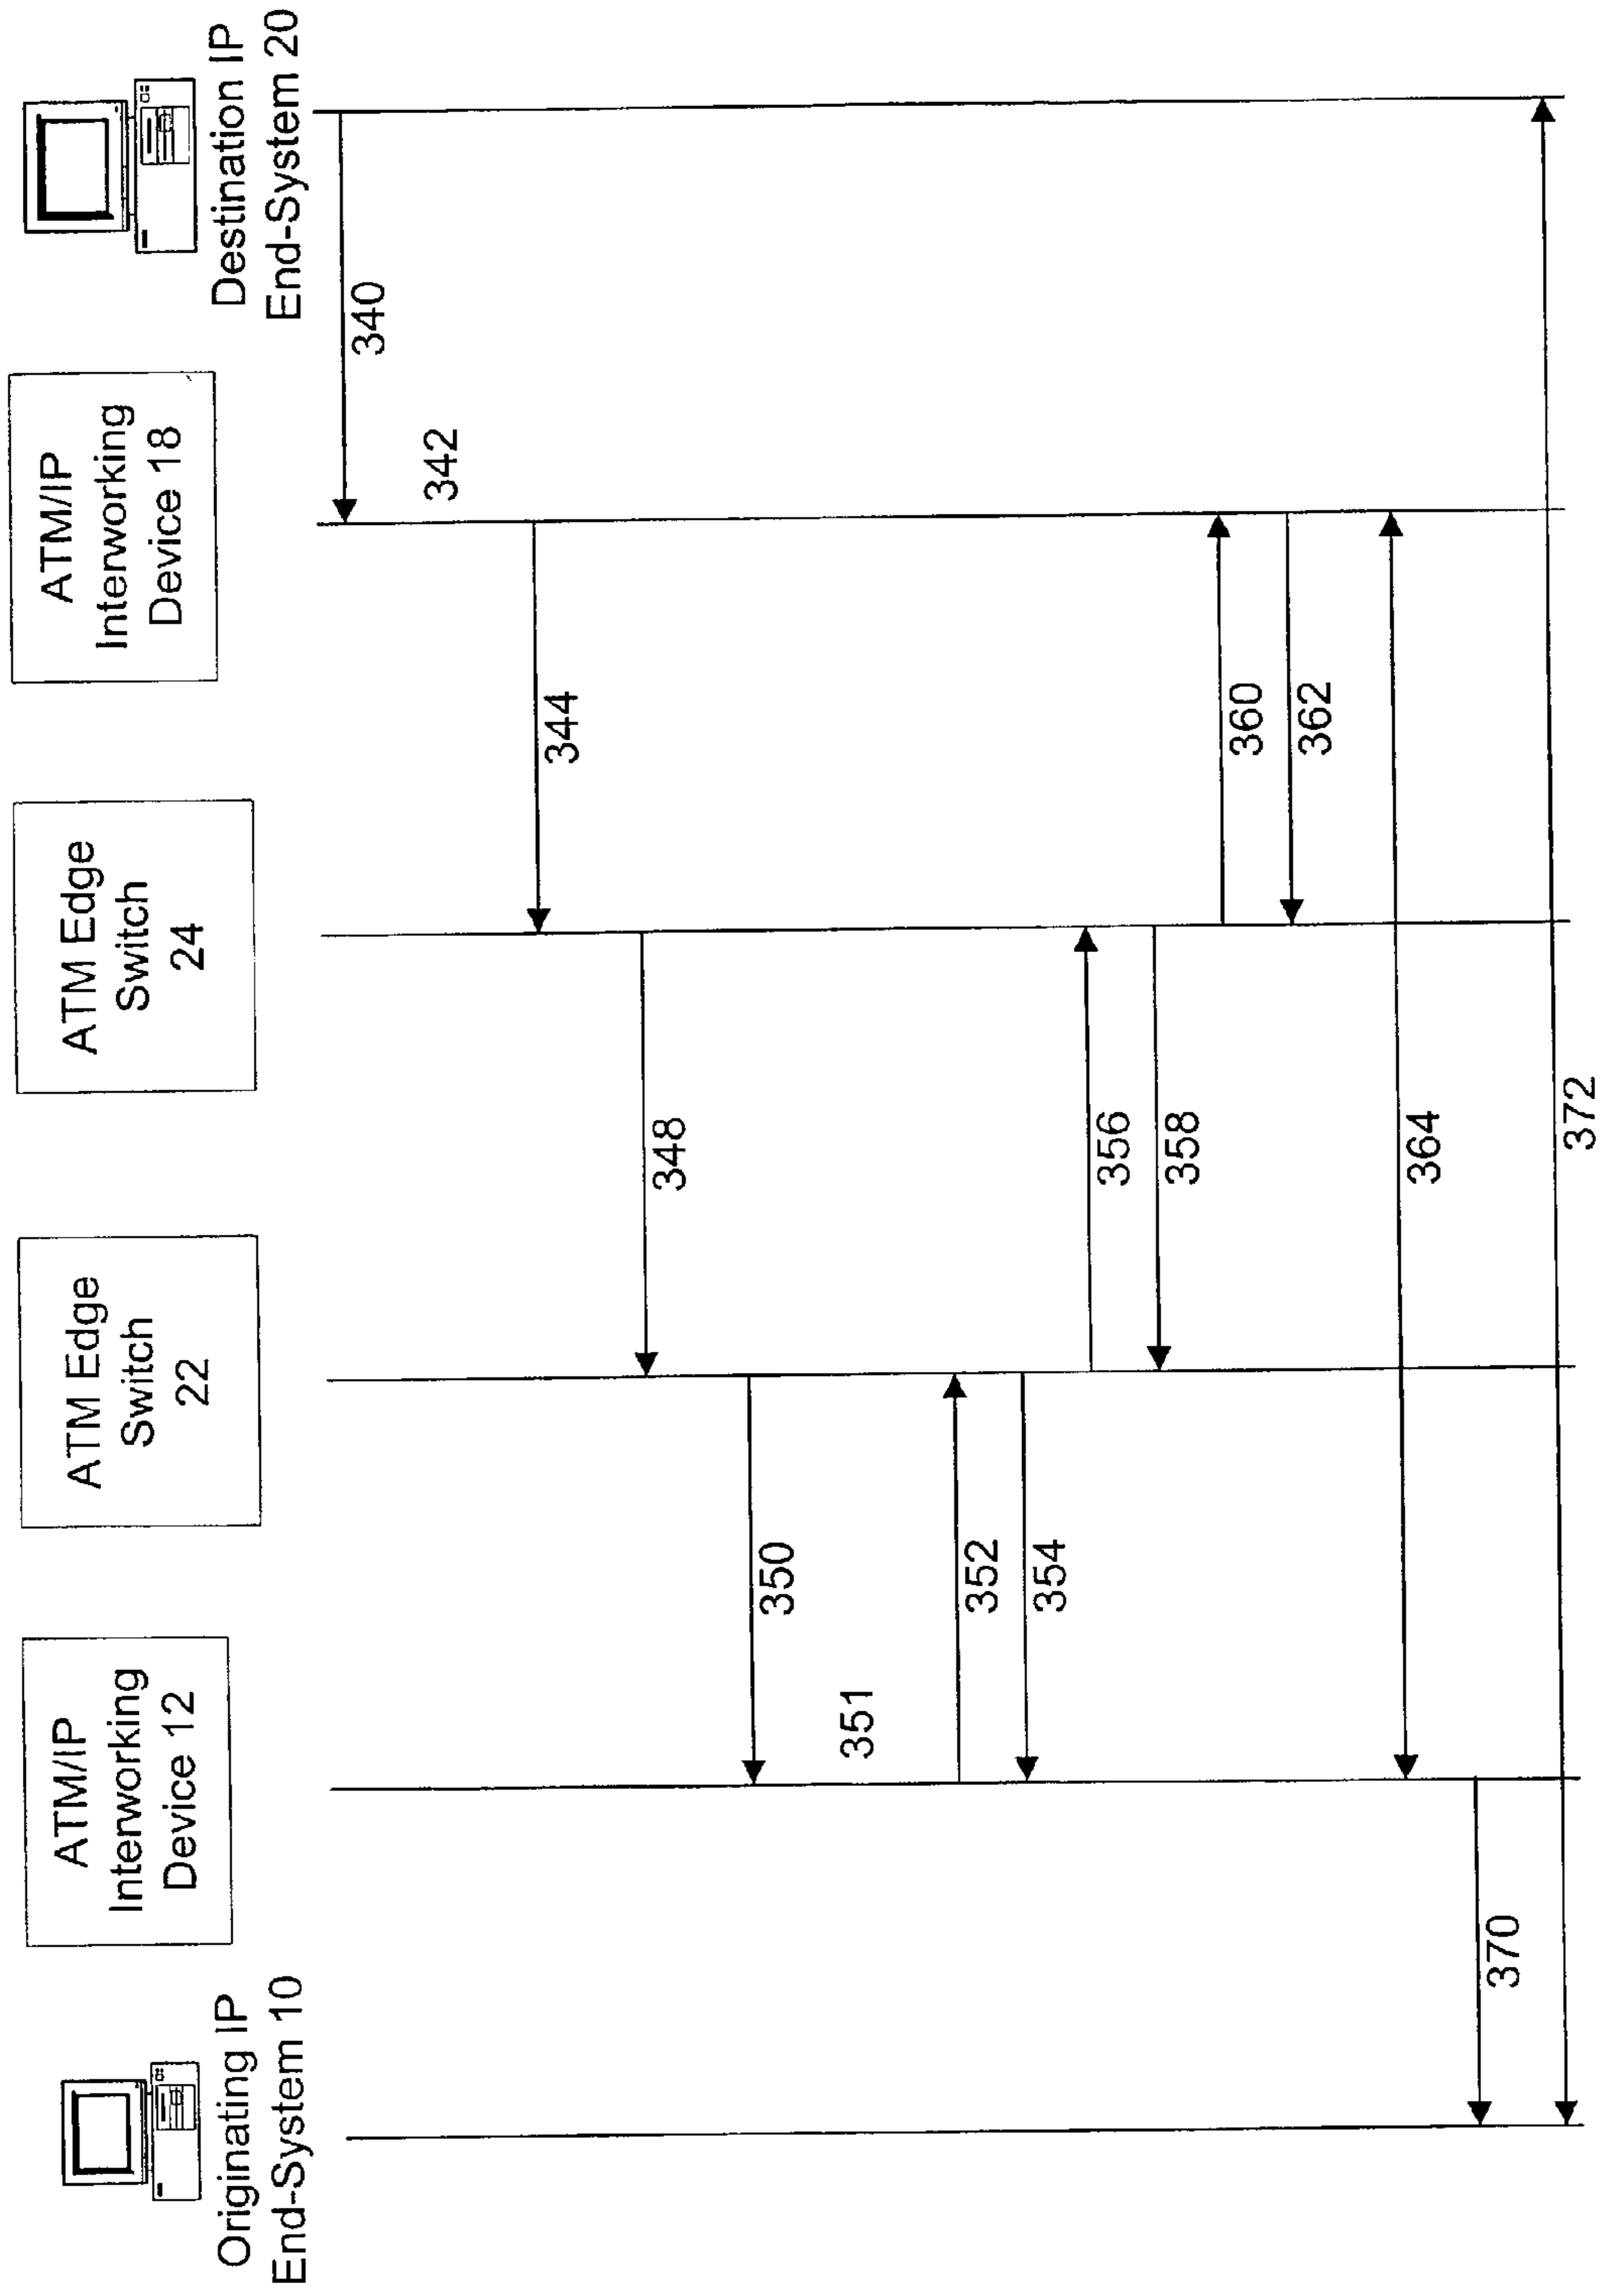 Originating IP
End-System 10
ATM/IP
Interworking
Device 12
ATM Edge
Switch
22
ATM Edge
Switch
24
ATM/IP
Interworking
Device 18
Destination IP
End-System 20
340
342
344
348
350
351
352
354
356
358
360
362
364
370
372